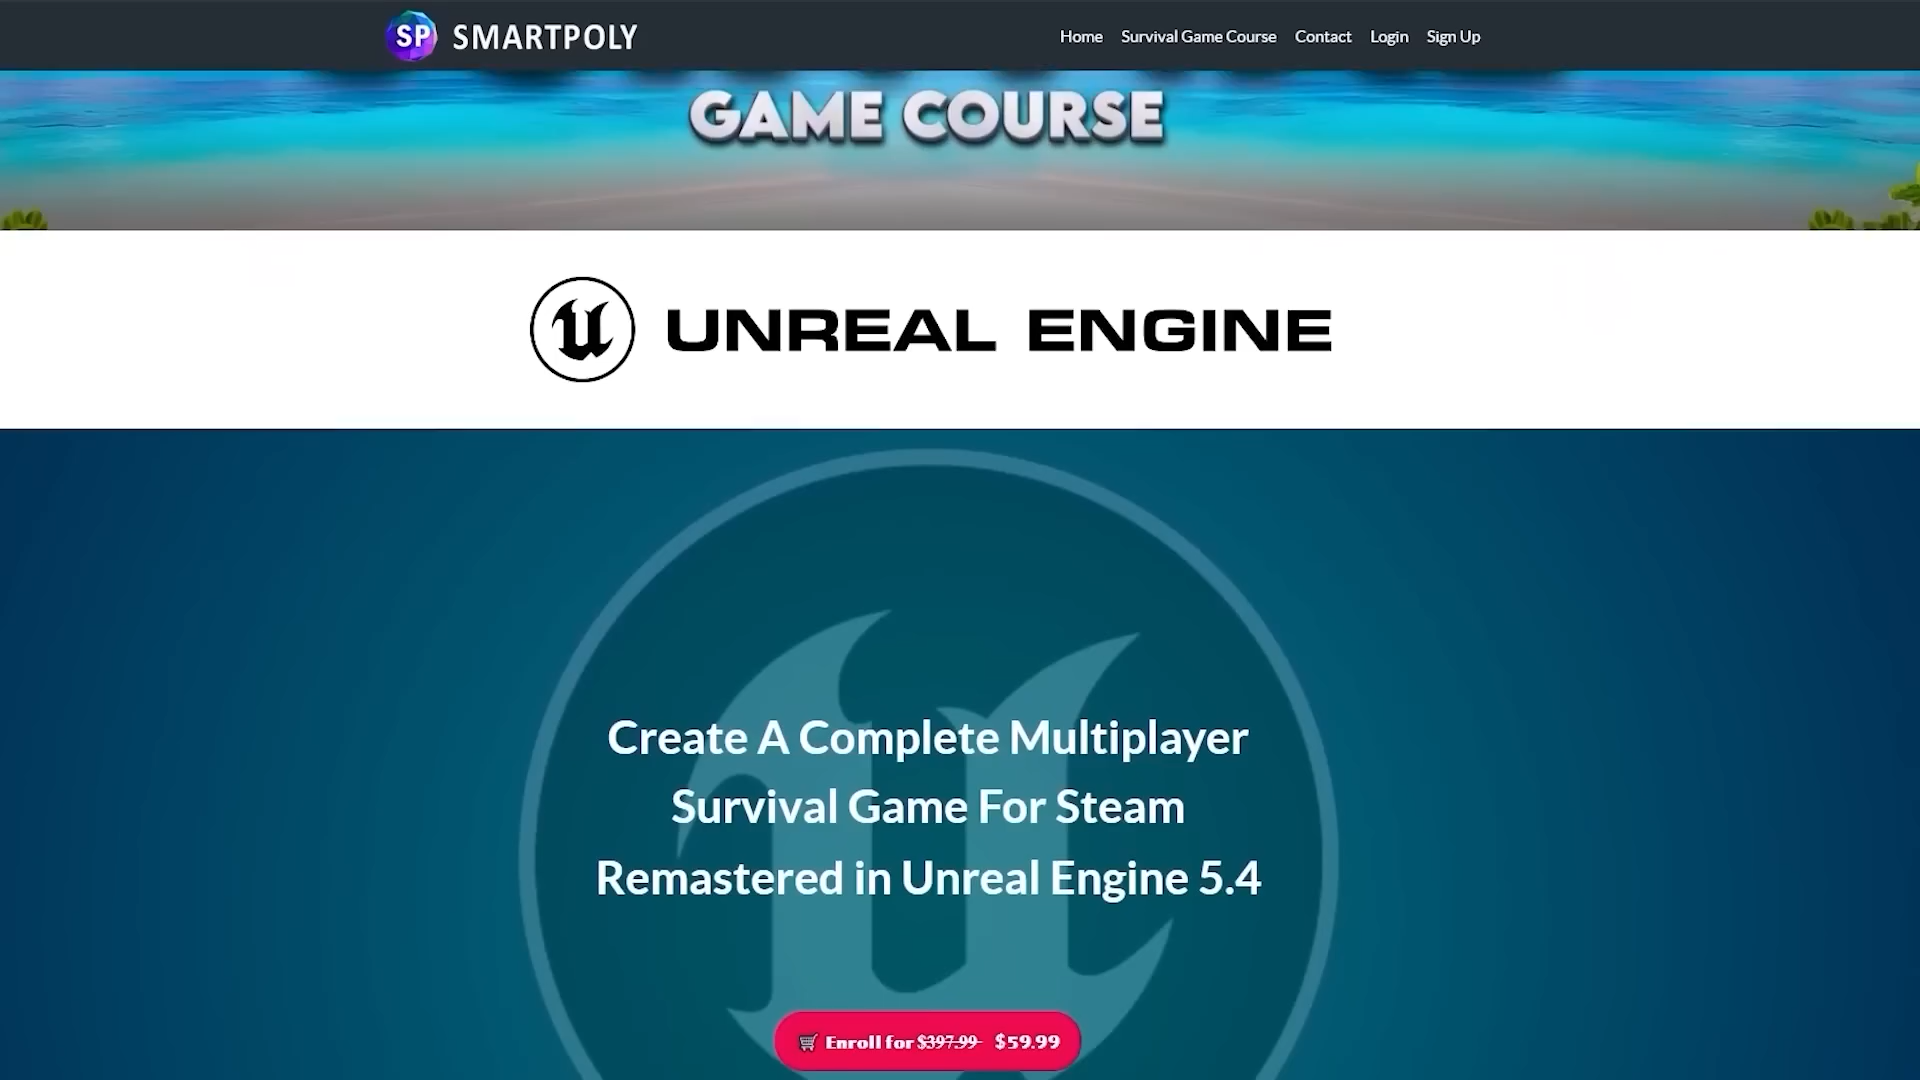 SP SMARTPOLY
Home Survival Game Course Contact Login Sign Up
GAME COURSE
UNREAL ENGINE
Create A Complete Multiplayer
Survival Game For Steam
Remastered in Unreal Engine 5.4
Enroll for $397.99 $59.99